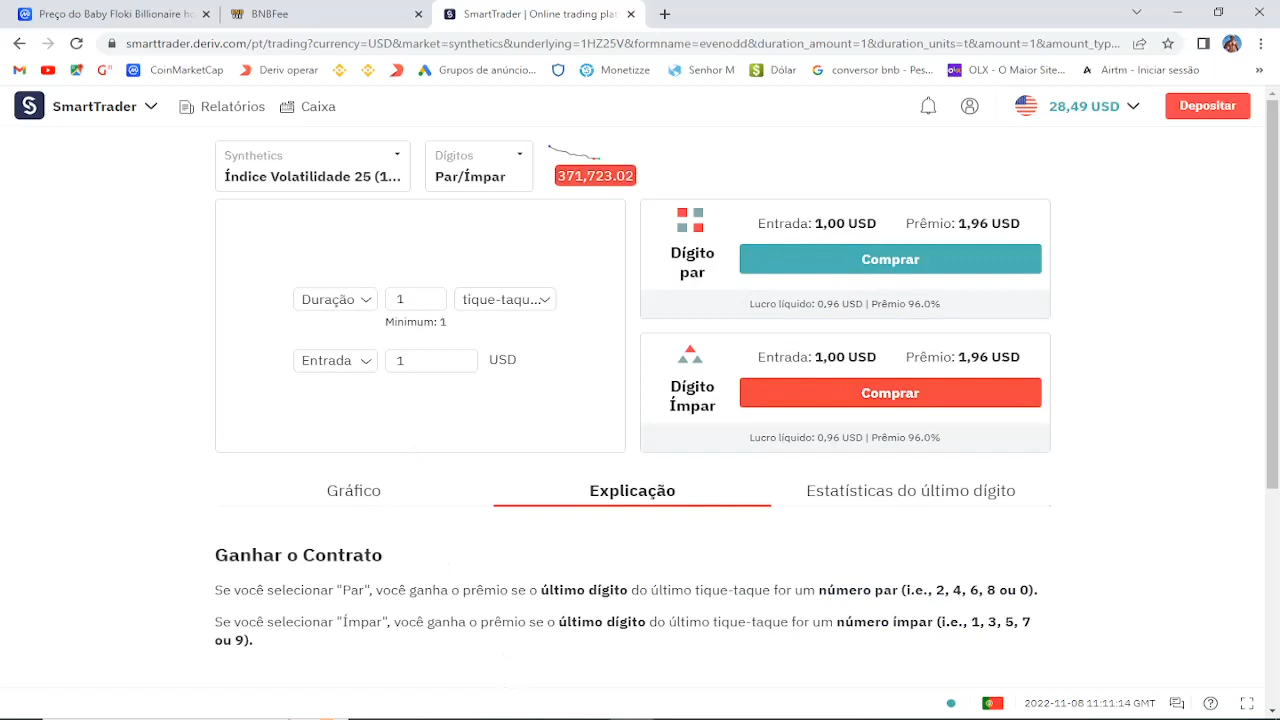 Preço do Baby Floki Billionaire ho
BNBFee
SmartTrader | Online trading plat
smarttrader.deriv.com/pt/trading?currency=USD&market=synthetics&underlying=1HZ25V&formname=evenodd&duration_amount=1&duration_units=t&amount=1&amount_typ...
CoinMarketCap
Deriv operar
Grupos de anúncio...
Monetizze
Senhor M
Dólar
conversor bnb - Pes...
OLX - O Maior Site...
Airtm - Iniciar sessão
»
SmartTrader
Relatórios
Caixa
28,49 USD
Depositar
Synthetics
Índice Volatilidade 25 (1...
Dígitos
Par/Ímpar
371,723.02
Duração
1
tique-taqu...
Minimum: 1
Entrada
1
USD
Entrada: 1,00 USD
Prêmio: 1,96 USD
Dígito
par
Comprar
Lucro líquido: 0,96 USD | Prêmio 96.0%
Entrada: 1,00 USD
Prêmio: 1,96 USD
Dígito
Ímpar
Comprar
Lucro líquido: 0,96 USD | Prêmio 96.0%
Gráfico
Explicação
Estatísticas do último dígito
Ganhar o Contrato
Se você selecionar "Par", você ganha o prêmio se o último dígito do último tique-taque for um número par (i.e., 2, 4, 6, 8 ou 0).
Se você selecionar "Ímpar", você ganha o prêmio se o último dígito do último tique-taque for um número ímpar (i.e., 1, 3, 5, 7
ou 9).
2022-11-08 11:11:14 GMT